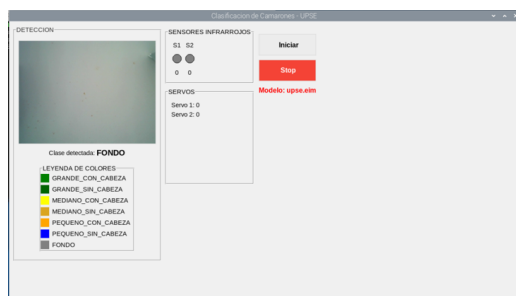 Clasificacion de Camarones - UPSE
DETECCION
Clase detectada: FONDO
LEYENDA DE COLORES
GRANDE_CON_CABEZA
GRANDE_SIN_CABEZA
MEDIANO_CON_CABEZA
MEDIANO_SIN_CABEZA
PEQUENO_CON_CABEZA
PEQUENO_SIN_CABEZA
FONDO
SENSORES INFRARROJOS
S1 S2
0 0
SERVOS
Servo 1: 0
Servo 2: 0
Iniciar
Stop
Modelo: upse.eim